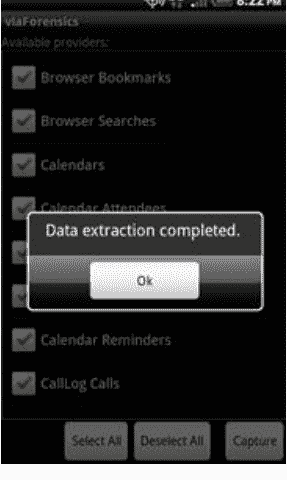 8:22 PM
viaForensics
Available providers:
Browser Bookmarks
Browser Searches
Calendars
Calendar Attendees
Data extraction completed.
Ok
Calendar Reminders
CallLog Calls
Select All
Deselect All
Capture